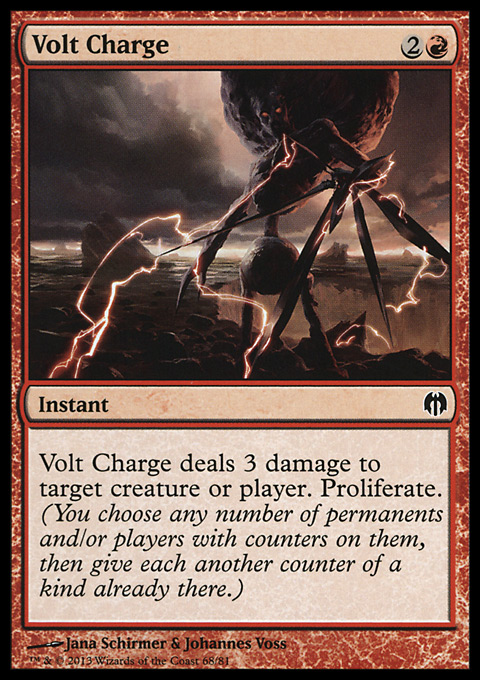 Volt Charge 2
Instant
Volt Charge deals 3 damage to
target creature or player. Proliferate.
(You choose any number of permanents
and/or players with counters on them,
then give each another counter of a
kind already there.)
Jana Schirmer & Johannes Voss
™ & © 2013 Wizards of the Coast 68/81